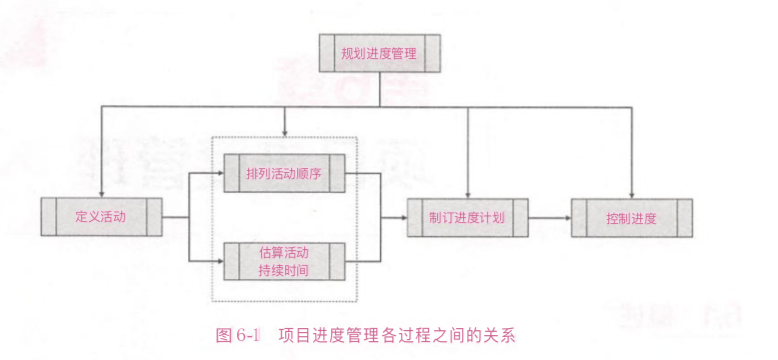 规划进度管理
排列活动顺序
定义活动
制订进度计划
控制进度
估算活动
持续时间
图 6-1 项目进度管理各过程之间的关系